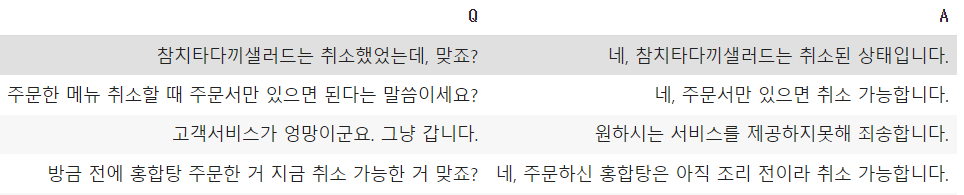 Q A
참치타다끼샐러드는 취소했었는데, 맞죠? 네, 참치타다끼샐러드는 취소된 상태입니다.
주문한 메뉴 취소할 때 주문서만 있으면 된다는 말씀이세요? 네, 주문서만 있으면 취소 가능합니다.
고객서비스가 엉망이군요. 그냥 갑니다. 원하시는 서비스를 제공하지못해 죄송합니다.
방금 전에 홍합탕 주문한 거 지금 취소 가능한 거 맞죠? 네, 주문하신 홍합탕은 아직 조리 전이라 취소 가능합니다.